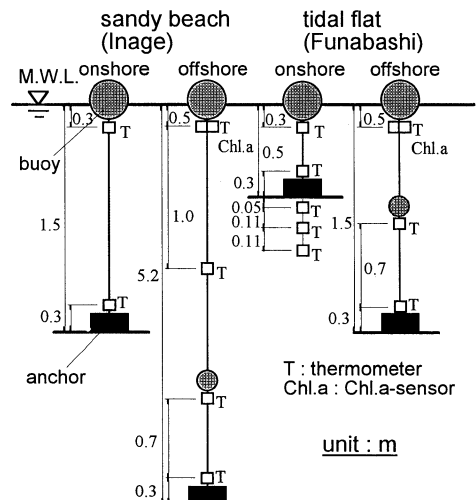 sandy beach
(Inage)
tidal flat
(Funabashi)
M.W.L.
onshore
offshore
onshore
offshore
0.3
T
0.5
T
Chl.a
0.3
T
0.5
T
Chl.a
buoy
0.5
T
0.3
0.05
T
1.5
1.0
0.11
T
1.5
T
0.11
T
5.2
T
0.7
T
T
0.3
T : thermometer
Chl.a : Chl.a-sensor
0.3
anchor
T
unit : m
0.7
T
0.3